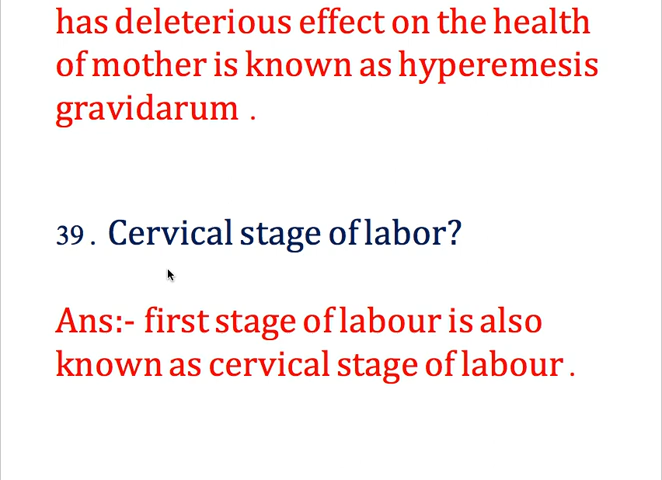 has deleterious effect on the health
of mother is known as hyperemesis
gravidarum .
39 . Cervical stage of labor?
Ans:- first stage of labour is also
known as cervical stage of labour .